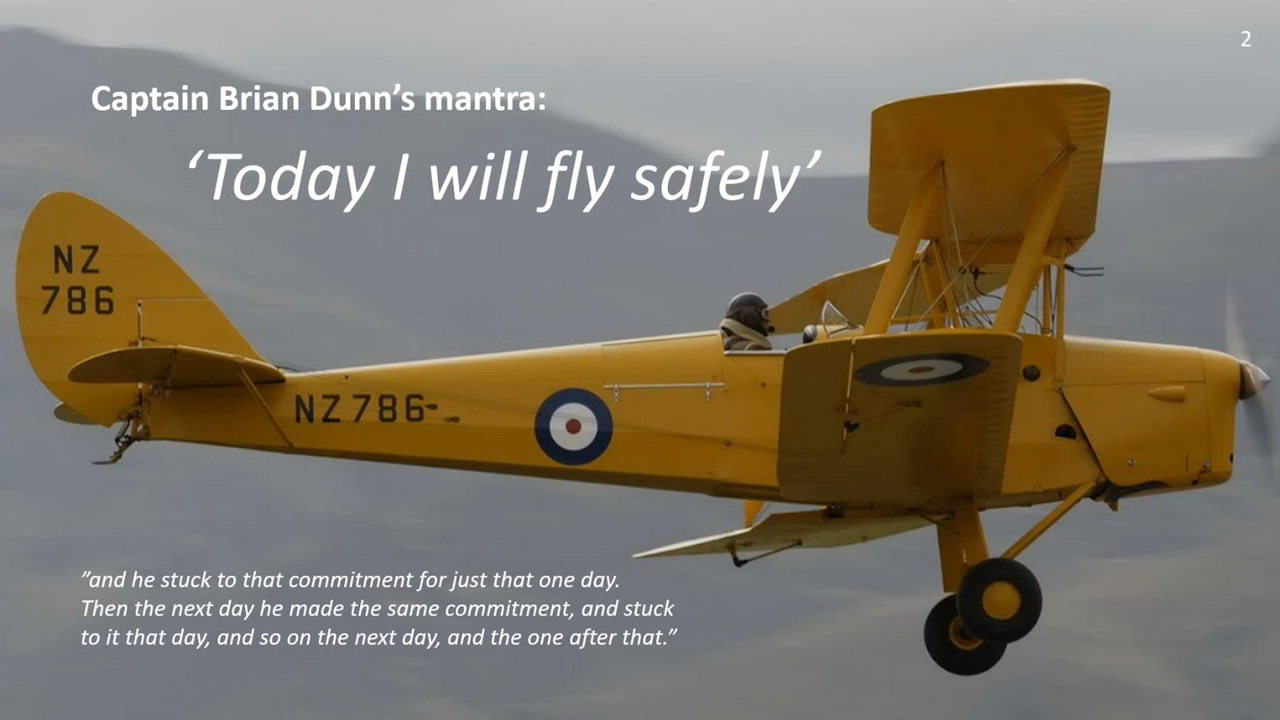 2
Captain Brian Dunn’s mantra:
‘Today I will fly safely’
NZ
786
NZ786
”and he stuck to that commitment for just that one day.
Then the next day he made the same commitment, and stuck
to it that day, and so on the next day, and the one after that.”